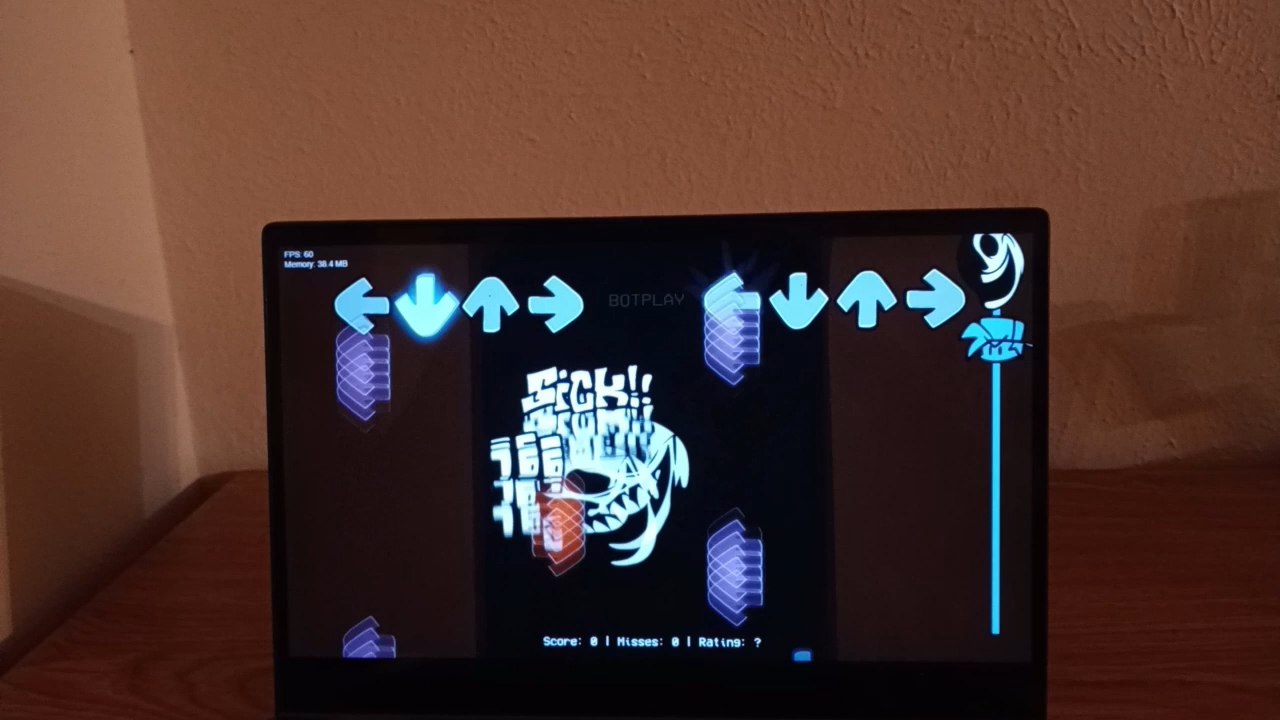 FPS: 60
Memory: 38.4 MB
BOTPLAY
SiCK!!
Score: 0 | Misses: 0 | Rating: ?